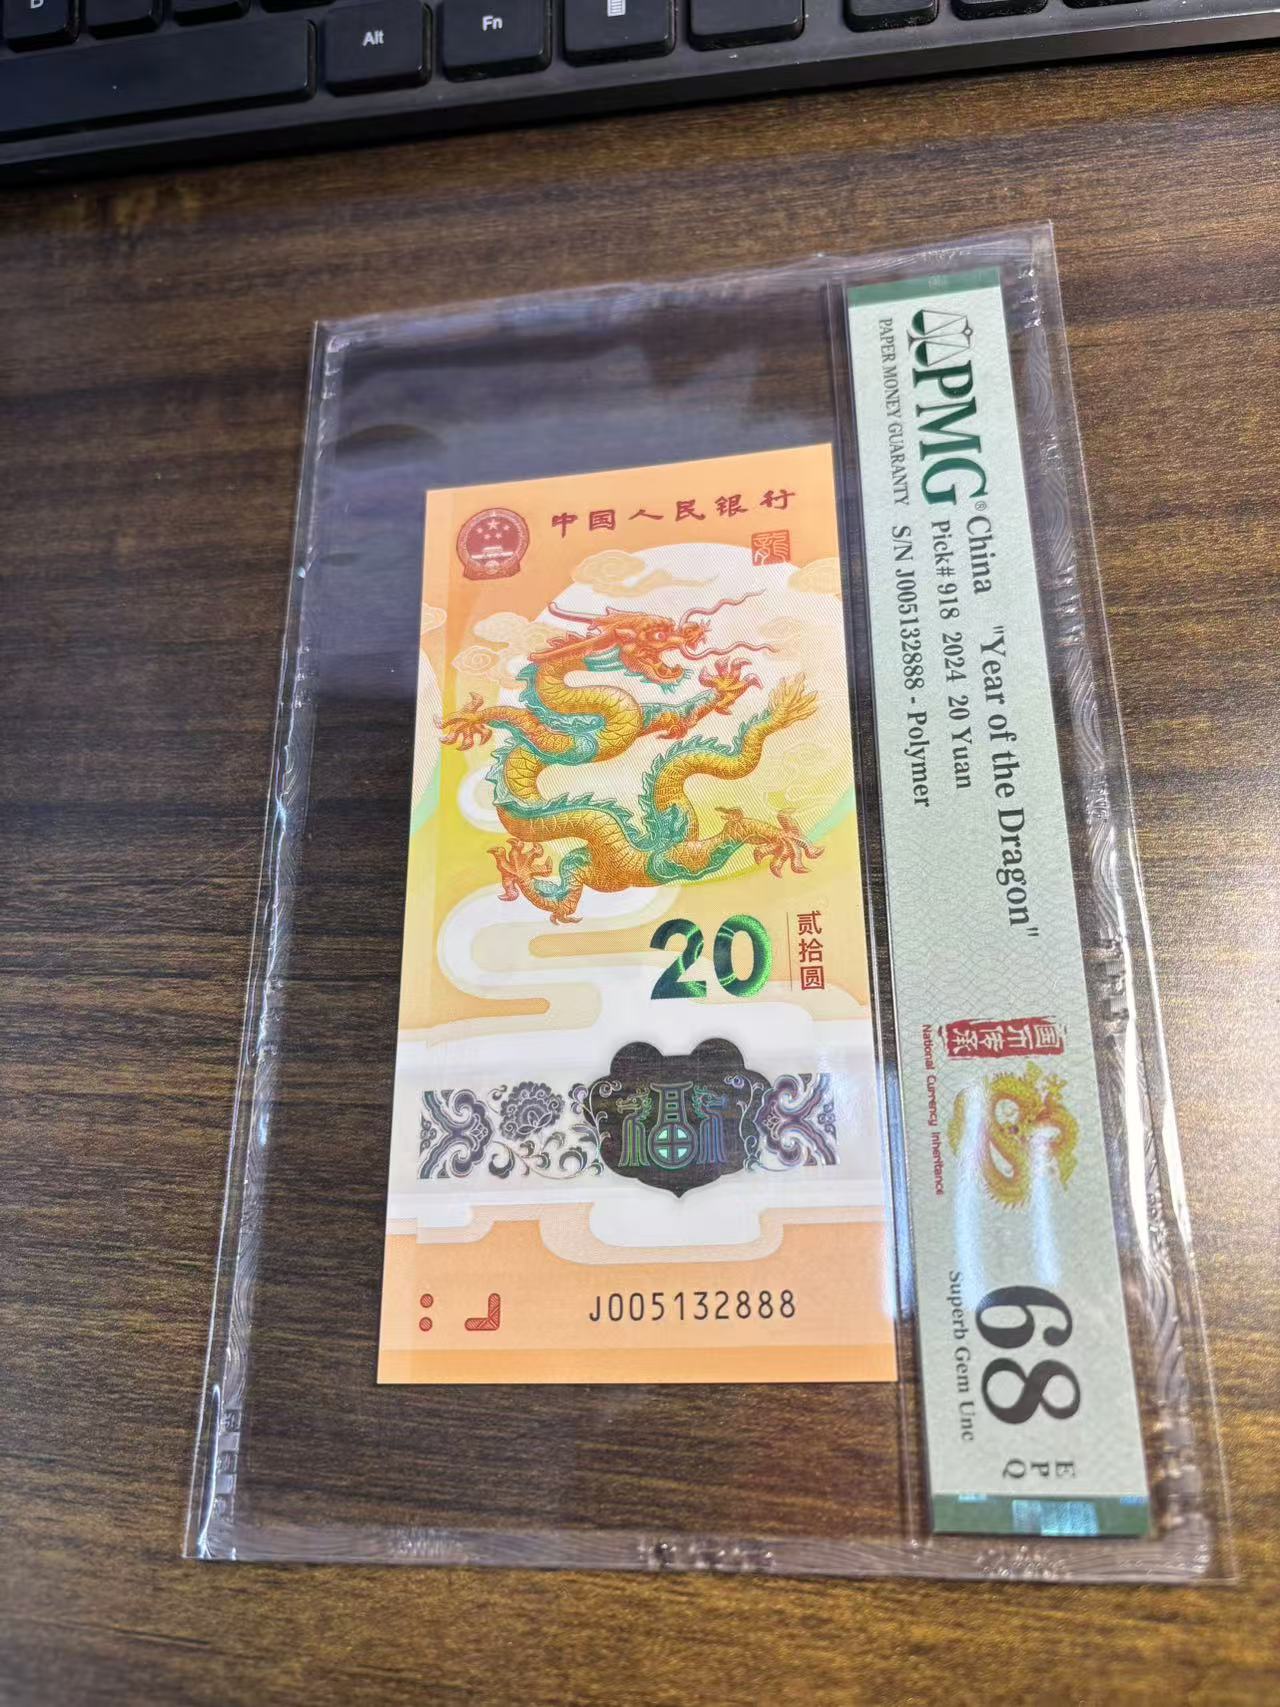 D
Alt
Fn
中国人民银行
龍
20
贰拾圆
J005132888
PMG®
PAPER MONEY GUARANTY
China "Year of the Dragon"
Pick# 918 2024 20 Yuan
S/N J005132888 - Polymer
国币传承
National Currency Inheritance
68
EPQ
Superb Gem Unc